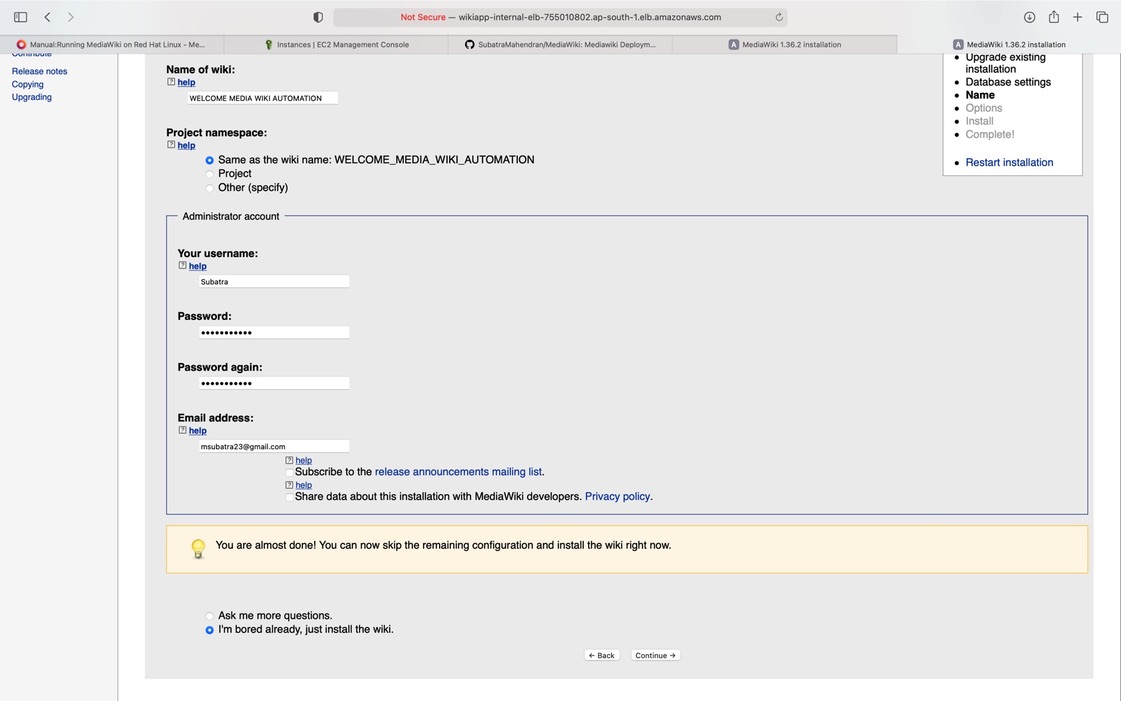 Not Secure — wikiapp-internal-elb-755010802.ap-south-1.elb.amazonaws.com
Manual:Running MediaWiki on Red Hat Linux - Me...
Instances | EC2 Management Console
SubatraMahendran/MediaWiki: Mediawiki Deploym...
MediaWiki 1.36.2 installation
MediaWiki 1.36.2 installation
Contribute
Release notes
Copying
Upgrading
Name of wiki:
? help
WELCOME MEDIA WIKI AUTOMATION
Project namespace:
? help
Same as the wiki name: WELCOME_MEDIA_WIKI_AUTOMATION
Project
Other (specify)
Administrator account
Your username:
? help
Subatra
Password:
•••••••••••
Password again:
•••••••••••
Email address:
? help
msubatra23@gmail.com
? help
Subscribe to the release announcements mailing list.
? help
Share data about this installation with MediaWiki developers. Privacy policy.
You are almost done! You can now skip the remaining configuration and install the wiki right now.
Ask me more questions.
I'm bored already, just install the wiki.
← Back
Continue →
Upgrade existing
installation
Database settings
Name
Options
Install
Complete!
Restart installation